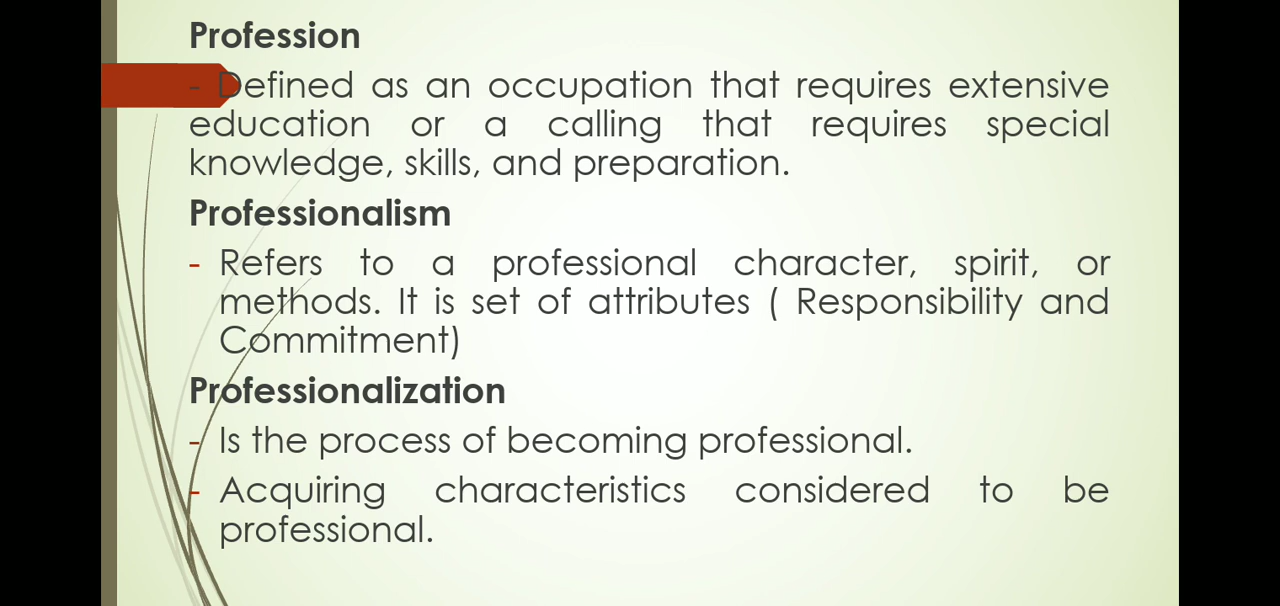 Profession
- Defined as an occupation that requires extensive
education or a calling that requires special
knowledge, skills, and preparation.
Professionalism
- Refers to a professional character, spirit, or
methods. It is set of attributes ( Responsibility and
Commitment)
Professionalization
- Is the process of becoming professional.
- Acquiring characteristics considered to be
professional.